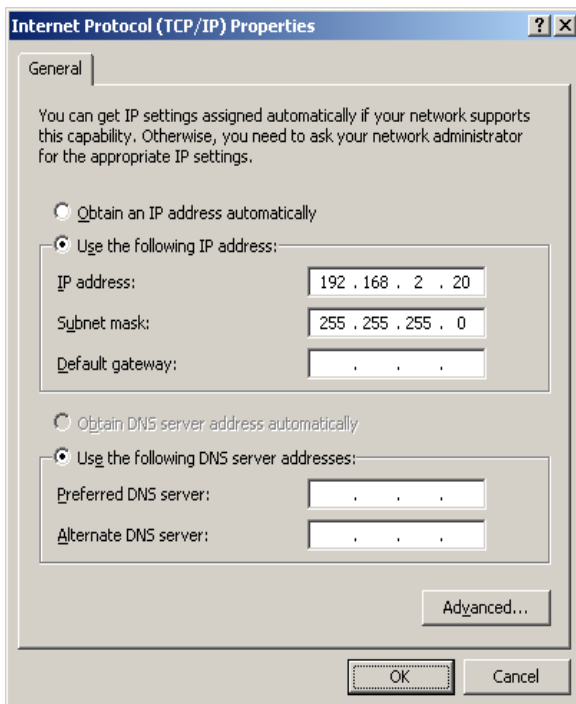 Internet Protocol (TCP/IP) Properties
General
You can get IP settings assigned automatically if your network supports
this capability. Otherwise, you need to ask your network administrator
for the appropriate IP settings.
Obtain an IP address automatically
Use the following IP address:
IP address: 192 . 168 . 2 . 20
Subnet mask: 255 . 255 . 255 . 0
Default gateway: . . .
Obtain DNS server address automatically
Use the following DNS server addresses:
Preferred DNS server: . . .
Alternate DNS server: . . .
Advanced...
OK Cancel